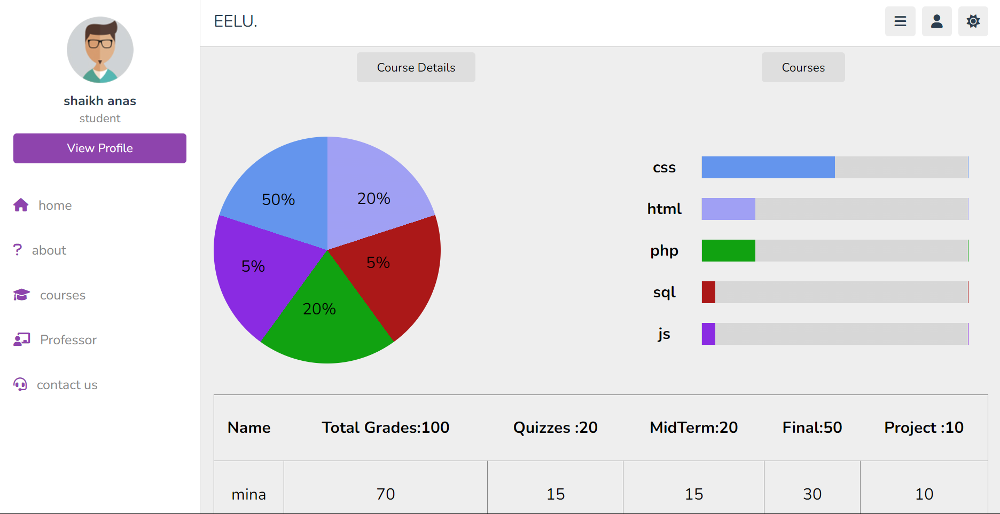 shaikh anas
student
View Profile
home
about
courses
Professor
contact us
EELU.
Course Details
Courses
50%
20%
5%
5%
20%
css
html
php
sql
js
Name Total Grades:100 Quizzes :20 MidTerm:20 Final:50 Project :10
mina 70 15 15 30 10